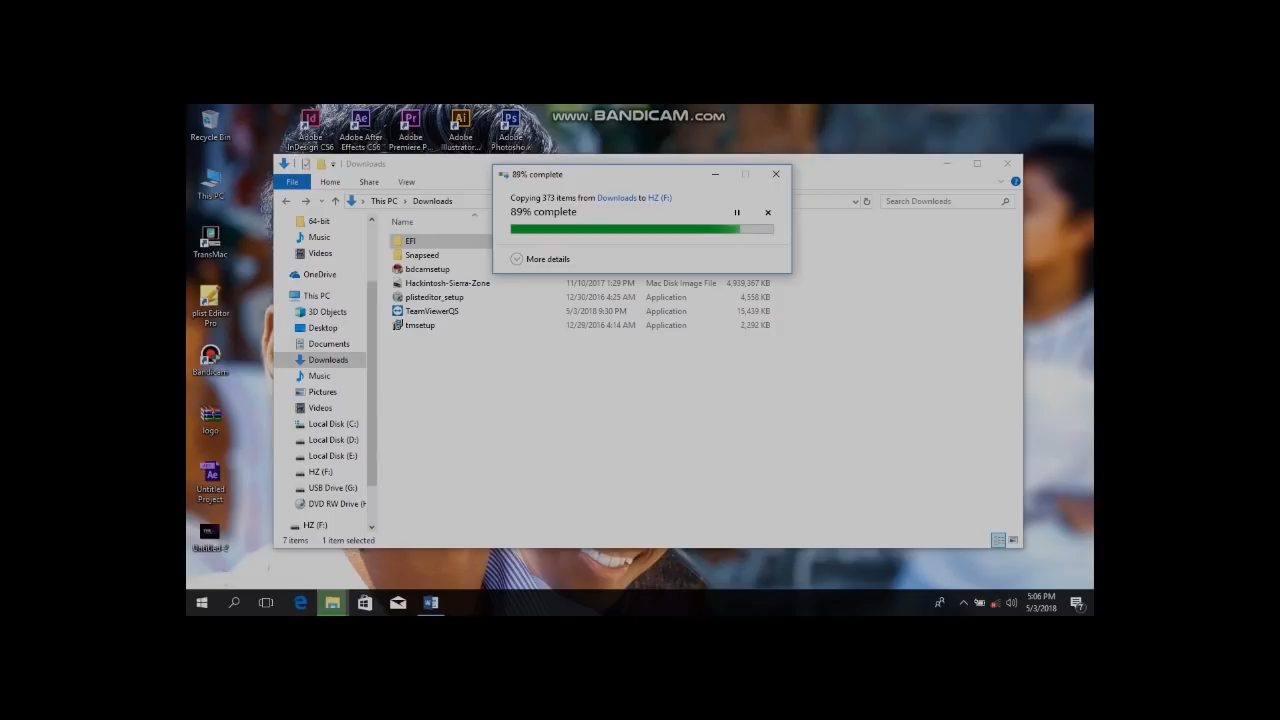 WWW.BANDICAM.COM
Recycle Bin
Adobe InDesign CS6
Adobe After Effects CS6
Adobe Premiere P...
Adobe Illustrator...
Adobe Photosho...
This PC
TransMac
plist Editor Pro
Bandicam
logo
Untitled Project
Untitled-2
Downloads
File Home Share View
This PC Downloads
Search Downloads
64-bit
Music
Videos
OneDrive
This PC
3D Objects
Desktop
Documents
Downloads
Music
Pictures
Videos
Local Disk (C:)
Local Disk (D:)
Local Disk (E:)
HZ (F:)
USB Drive (G:)
DVD RW Drive (H
HZ (F:)
Name
EFI
Snapseed
bdcamsetup
Hackintosh-Sierra-Zone 11/10/2017 1:29 PM Mac Disk Image File 4,939,367 KB
plisteditor_setup 12/30/2016 4:25 AM Application 4,558 KB
TeamViewerQS 5/3/2018 9:30 PM Application 15,439 KB
tmsetup 12/29/2016 4:14 AM Application 2,292 KB
89% complete
Copying 373 items from Downloads to HZ (F:)
89% complete
More details
7 items 1 item selected
5:06 PM
5/3/2018